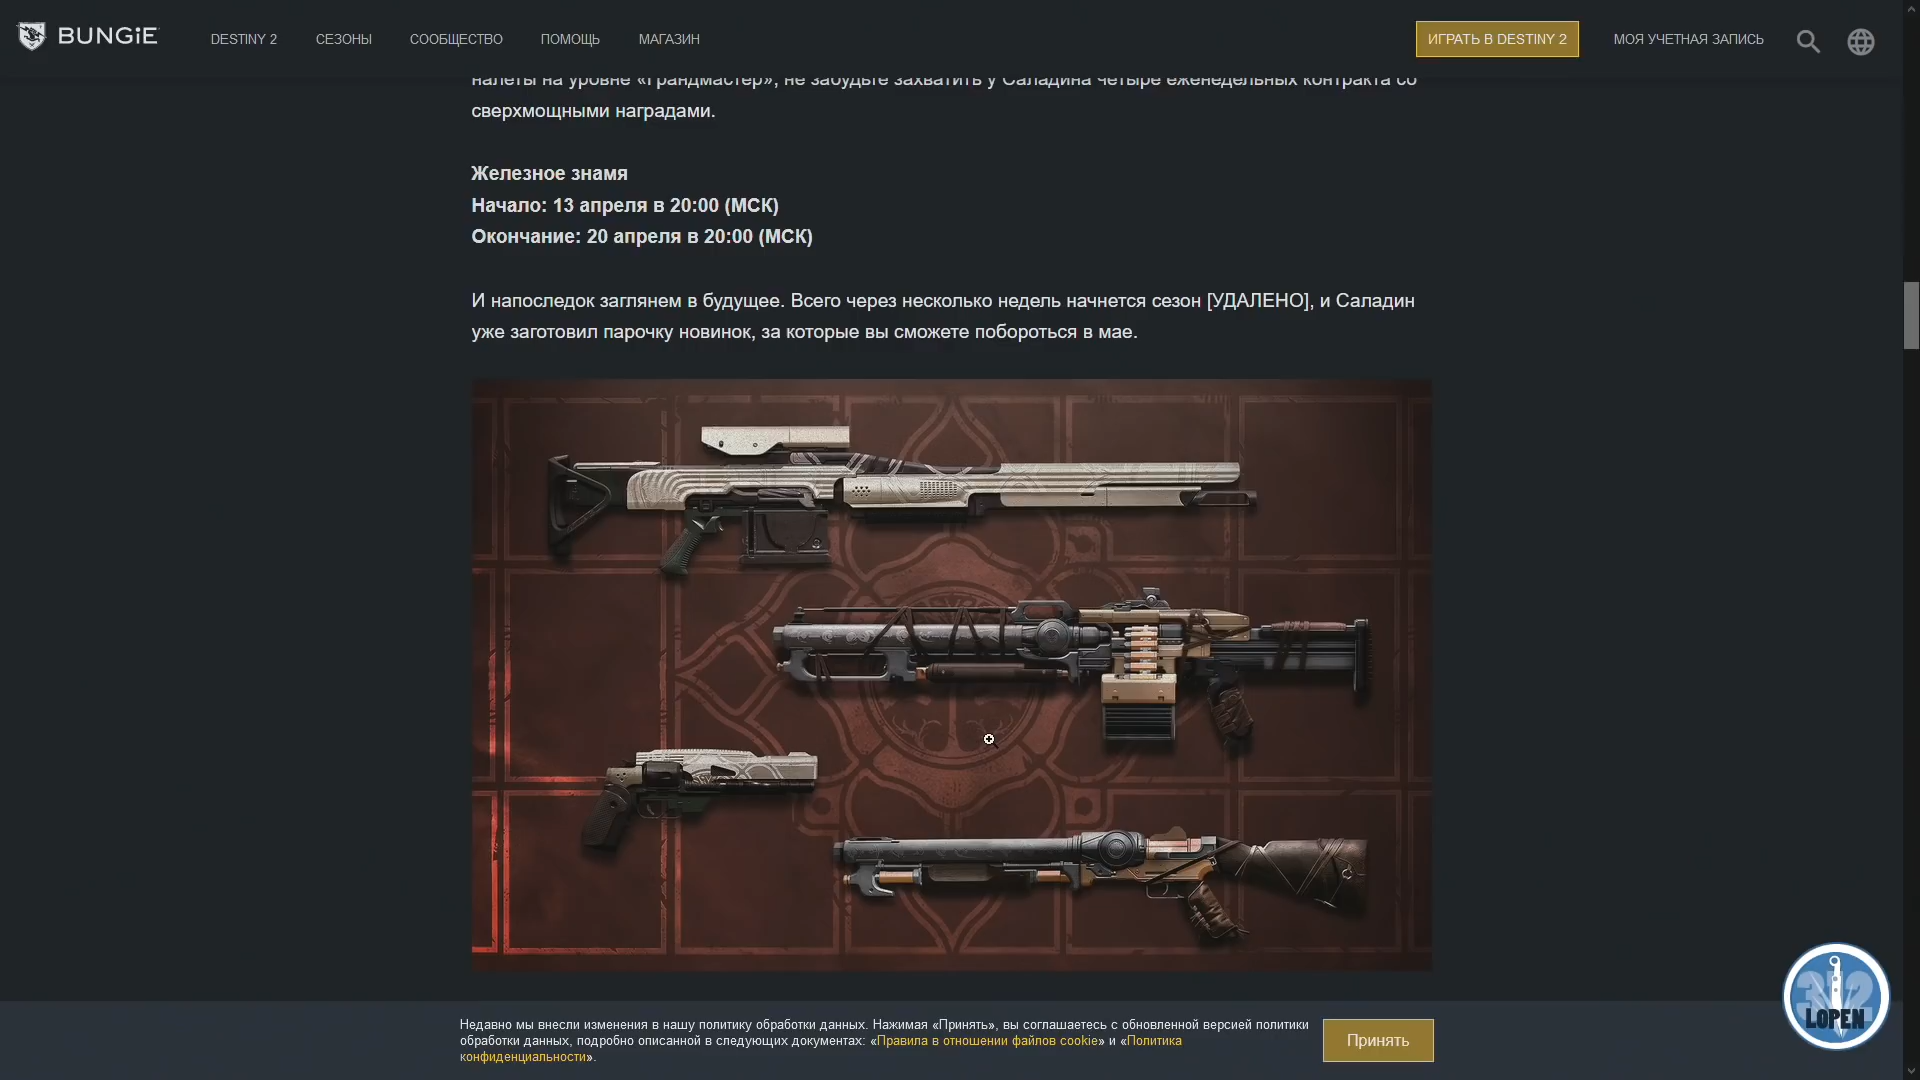 BUNGiE
DESTINY 2
СЕЗОНЫ
СООБЩЕСТВО
ПОМОЩЬ
МАГАЗИН
ИГРАТЬ В DESTINY 2
МОЯ УЧЕТНАЯ ЗАПИСЬ
налеты на уровне «Грандмастер», не забудьте захватить у Саладина четыре еженедельных контракта со
сверхмощными наградами.
Железное знамя
Начало: 13 апреля в 20:00 (МСК)
Окончание: 20 апреля в 20:00 (МСК)
И напоследок заглянем в будущее. Всего через несколько недель начнется сезон [УДАЛЕНО], и Саладин
уже заготовил парочку новинок, за которые вы сможете побороться в мае.
Недавно мы внесли изменения в нашу политику обработки данных. Нажимая «Принять», вы соглашаетесь с обновленной версией политики
обработки данных, подробно описанной в следующих документах: «Правила в отношении файлов cookie» и «Политика
конфиденциальности».
Принять
312
LOPEN